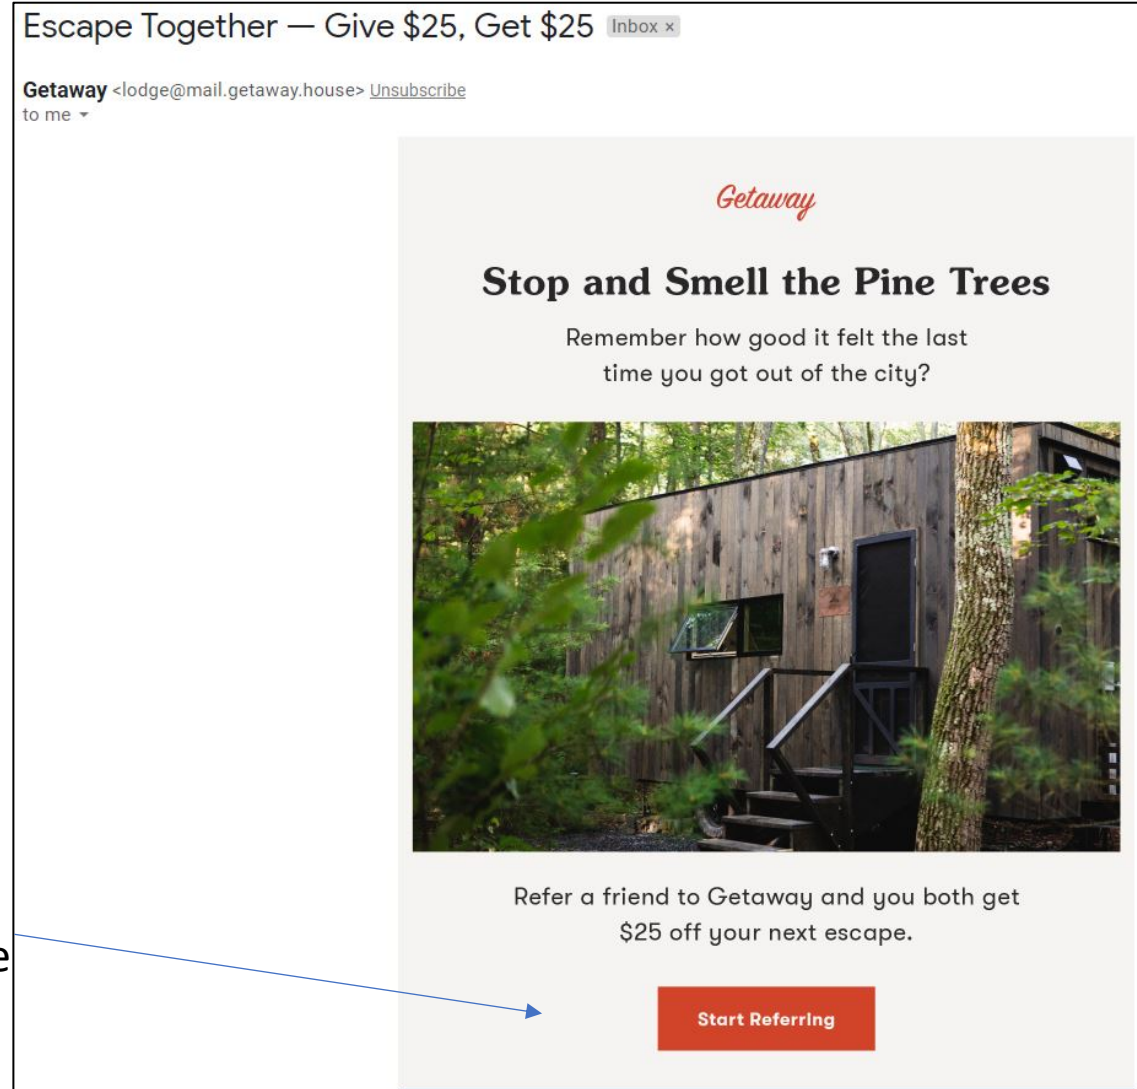 Escape Together — Give $25, Get $25 Inbox ×
Getaway <lodge@mail.getaway.house> Unsubscribe
to me
Getaway
Stop and Smell the Pine Trees
Remember how good it felt the last
time you got out of the city?
Refer a friend to Getaway and you both get
$25 off your next escape.
e
Start Referring